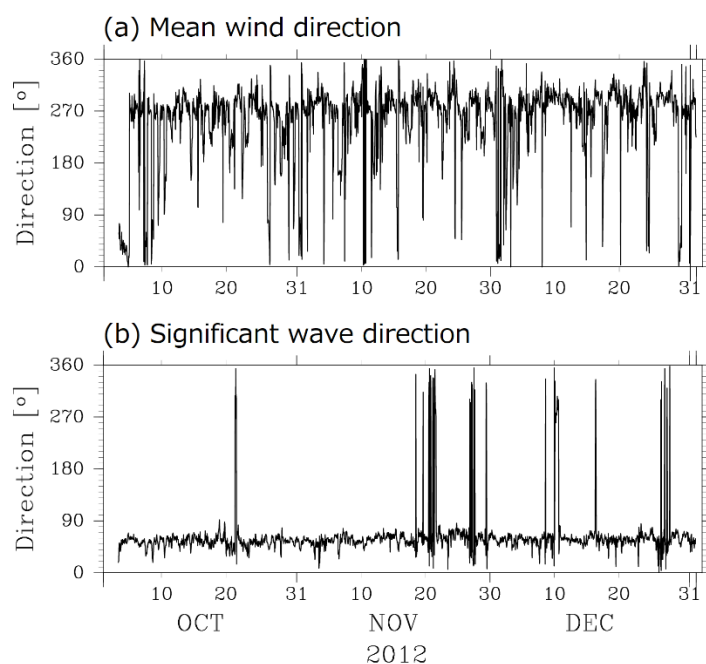 (a) Mean wind direction
Direction [°]
360
270
180
90
0
10 20 31 10 20 30 10 20 31
(b) Significant wave direction
Direction [°]
360
270
180
90
0
10 20 31 10 20 30 10 20 31
OCT NOV DEC
2012